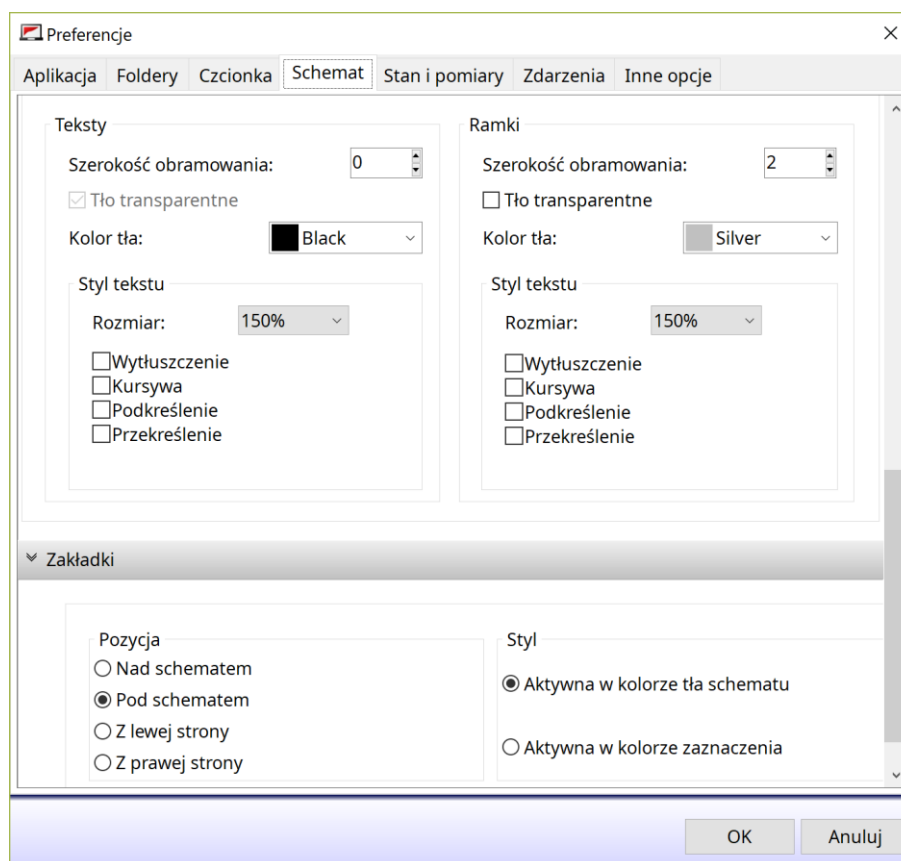 Preferencje
Aplikacja Foldery Czcionka Schemat Stan i pomiary Zdarzenia Inne opcje
Teksty
Szerokość obramowania: 0
Tło transparentne
Kolor tła: Black
Styl tekstu
Rozmiar: 150%
Wytłuszczenie
Kursywa
Podkreślenie
Przekreślenie
Ramki
Szerokość obramowania: 2
Tło transparentne
Kolor tła: Silver
Styl tekstu
Rozmiar: 150%
Wytłuszczenie
Kursywa
Podkreślenie
Przekreślenie
Zakładki
Pozycja
Nad schematem
Pod schematem
Z lewej strony
Z prawej strony
Styl
Aktywna w kolorze tła schematu
Aktywna w kolorze zaznaczenia
OK Anuluj